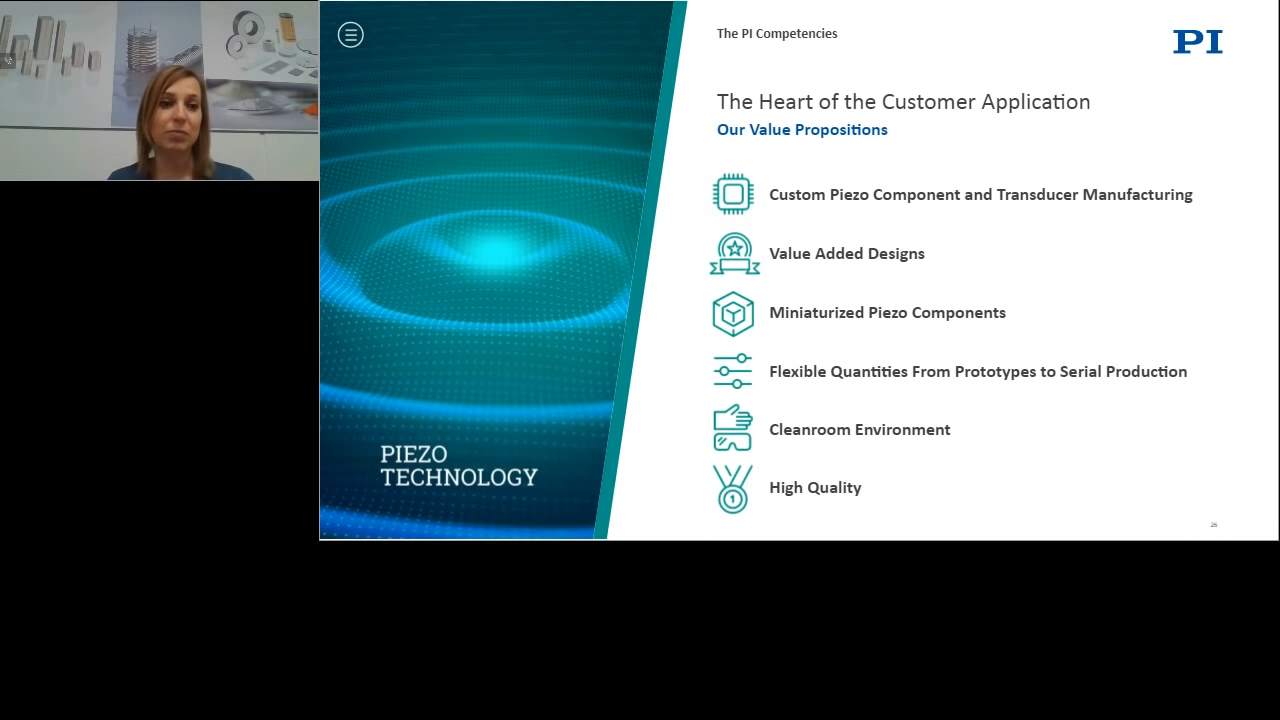 The PI Competencies
PI
The Heart of the Customer Application
Our Value Propositions
Custom Piezo Component and Transducer Manufacturing
Value Added Designs
Miniaturized Piezo Components
Flexible Quantities From Prototypes to Serial Production
Cleanroom Environment
1
High Quality
PIEZO
TECHNOLOGY
26